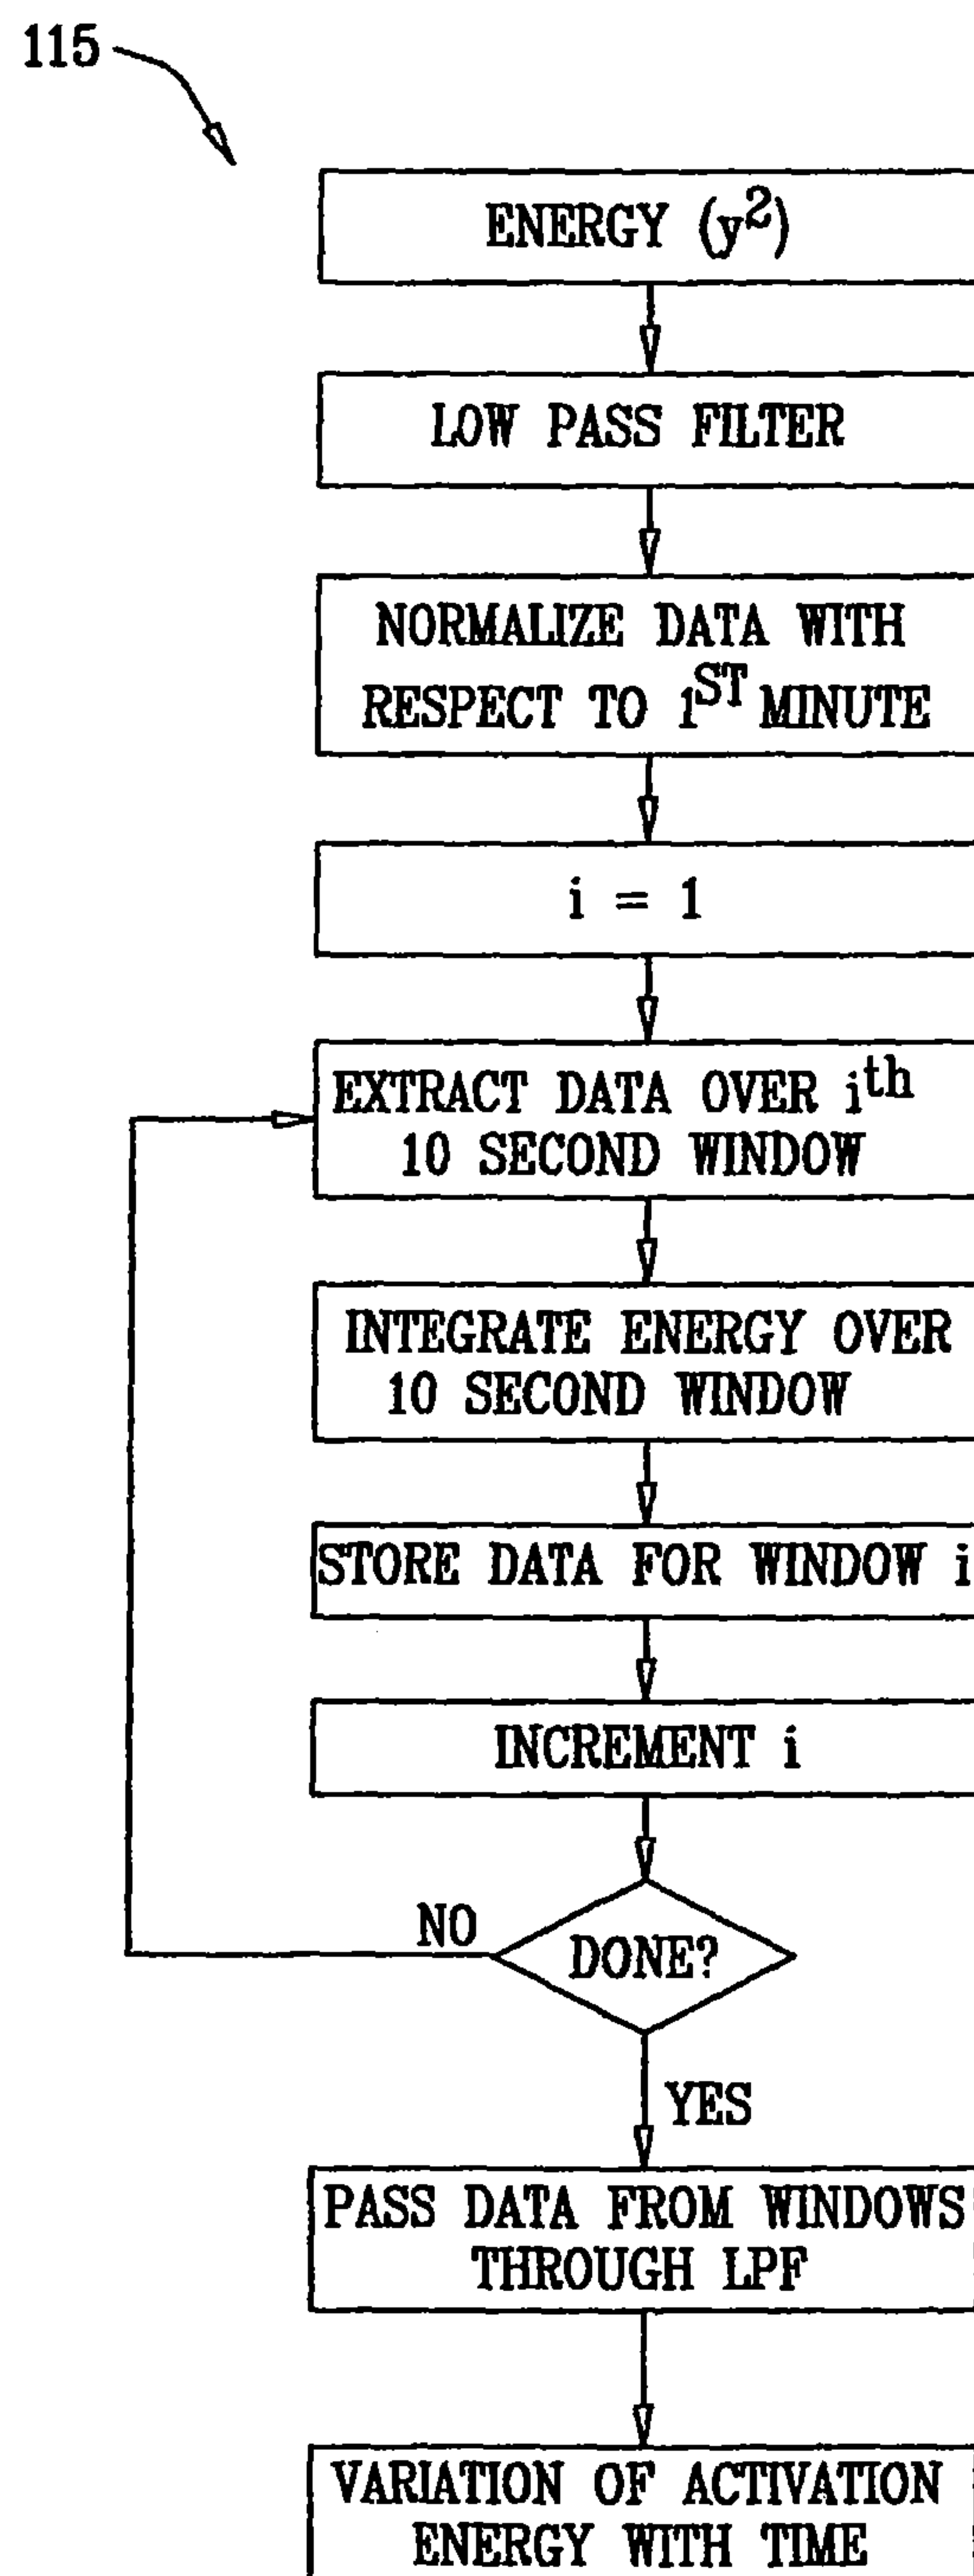 115
ENERGY (y²)
LOW PASS FILTER
NORMALIZE DATA WITH
RESPECT TO 1ST MINUTE
i = 1
EXTRACT DATA OVER ith
10 SECOND WINDOW
INTEGRATE ENERGY OVER
10 SECOND WINDOW
STORE DATA FOR WINDOW i
INCREMENT i
NO
DONE?
YES
PASS DATA FROM WINDOWS
THROUGH LPF
VARIATION OF ACTIVATION
ENERGY WITH TIME